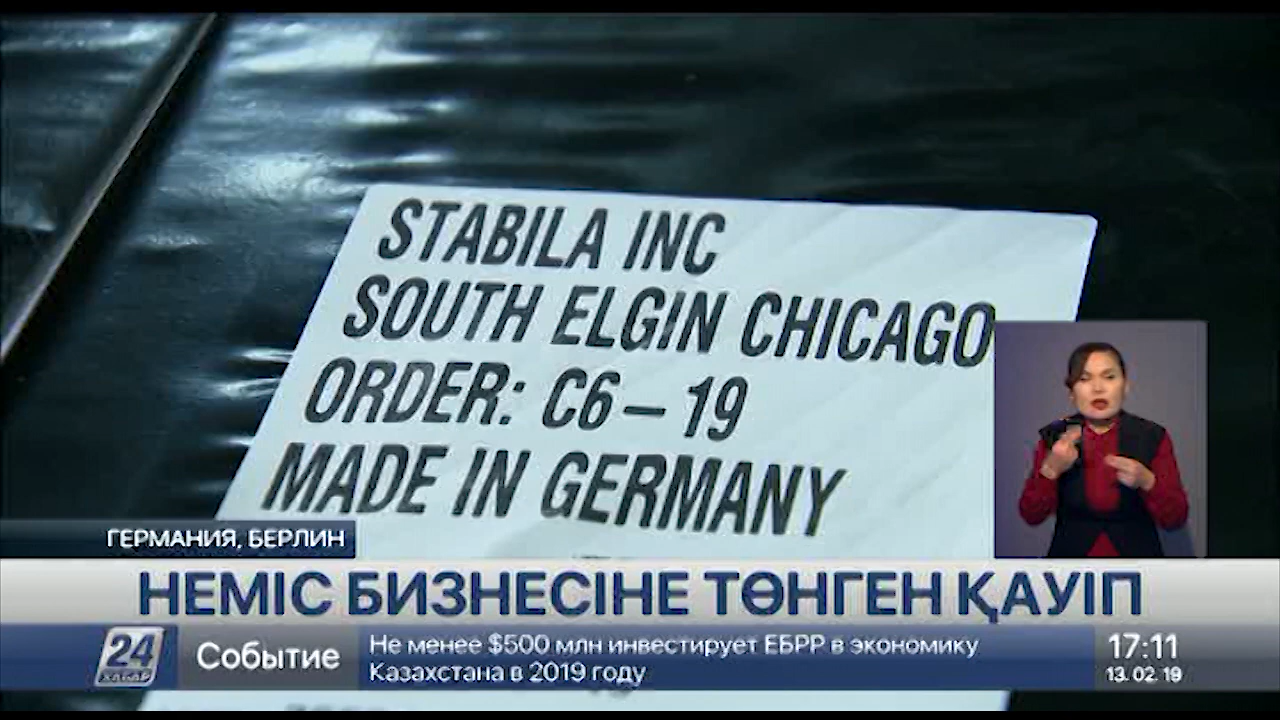 STABILA INC
SOUTH ELGIN CHICAGO
ORDER: C6 – 19
MADE IN GERMANY
ГЕРМАНИЯ, БЕРЛИН
НЕМІС БИЗНЕСІНЕ ТӨНГЕН ҚАУІП
24
ХАБАР
Событие
Не менее $500 млн инвестирует ЕБРР в экономику
Казахстана в 2019 году
17:11
13. 02. 19